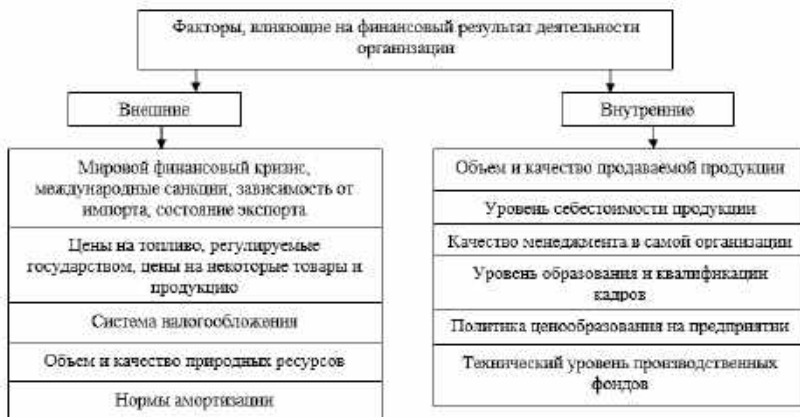 Факторы, влияющие на финансовый результат деятельности
организации
Внешние
Внутренние
Мировой финансовый кризис,
международные санкции, зависимость от
импорта, состояние экспорта
Цены на топливо, регулируемые
государством, цены на некоторые товары и
продукцию
Система налогообложения
Объем и качество природных ресурсов
Нормы амортизации
Объем и качество продаваемой продукции
Уровень себестоимости продукции
Качество менеджмента в самой организации
Уровень образования и квалификации
кадров
Политика ценообразования на предприятии
Технический уровень производственных
фондов